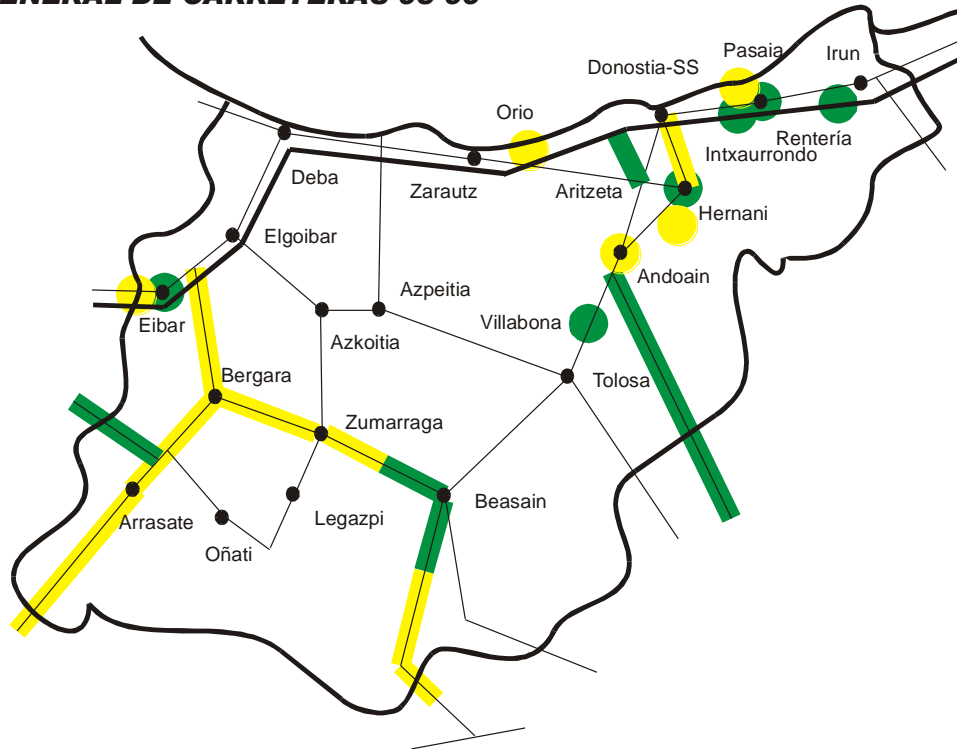 Pasaia
Irun
Donostia-SS
Orio
Rentería
Intxaurrondo
Deba
Zarautz
Aritzeta
Hernani
Elgoibar
Andoain
Azpeitia
Eibar
Villabona
Azkoitia
Bergara
Tolosa
Zumarraga
Beasain
Arrasate
Legazpi
Oñati